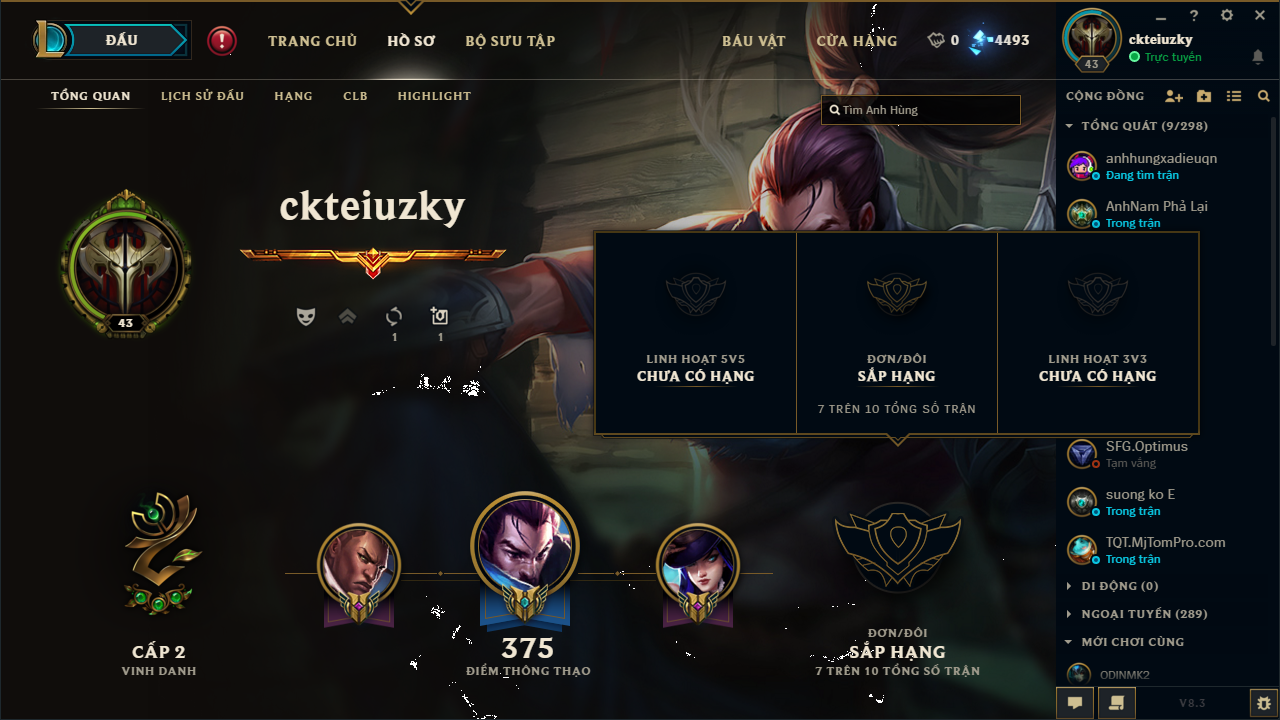 ĐẤU
TRANG CHỦ
HỒ SƠ
BỘ SƯU TẬP
BÁU VẬT
CỬA HÀNG
0
4493
ckteiuzky
Trực tuyến
43
TỔNG QUAN
LỊCH SỬ ĐẤU
HẠNG
CLB
HIGHLIGHT
Tìm Anh Hùng
CỘNG ĐỒNG
TỔNG QUÁT (9/298)
anhhungxadieuqn
Đang tìm trận
AnhNam Phả Lại
Trong trận
ckteiuzky
43
1
1
LINH HOẠT 5V5
CHƯA CÓ HẠNG
ĐƠN/ĐÔI
SẮP HẠNG
7 TRÊN 10 TỔNG SỐ TRẬN
LINH HOẠT 3V3
CHƯA CÓ HẠNG
SFG.Optimus
Tạm vắng
suong ko E
Trong trận
TQT.MjTomPro.com
Trong trận
DI ĐỘNG (0)
NGOẠI TUYẾN (289)
MỚI CHƠI CÙNG
ODINMK2
CẤP 2
VINH DANH
375
ĐIỂM THÔNG THẠO
ĐƠN/ĐÔI
SẮP HẠNG
7 TRÊN 10 TỔNG SỐ TRẬN
V8.3